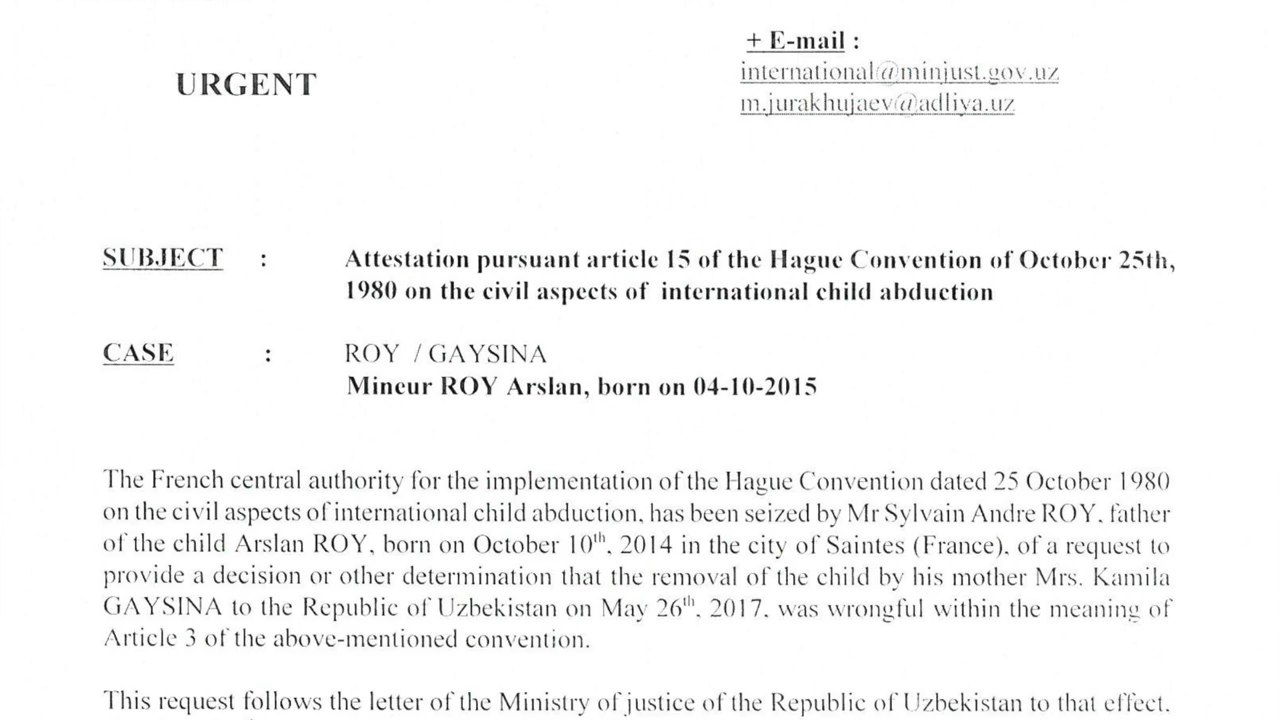 + E-mail :
URGENT
international@minjust.gov.uz
m.jurakhujaev@adliya.uz
SUBJECT : Attestation pursuant article 15 of the Hague Convention of October 25th,
1980 on the civil aspects of international child abduction
CASE : ROY / GAYSINA
Mineur ROY Arslan, born on 04-10-2015
The French central authority for the implementation of the Hague Convention dated 25 October 1980
on the civil aspects of international child abduction, has been seized by Mr Sylvain Andre ROY, father
of the child Arslan ROY, born on October 10th, 2014 in the city of Saintes (France), of a request to
provide a decision or other determination that the removal of the child by his mother Mrs. Kamila
GAYSINA to the Republic of Uzbekistan on May 26th, 2017, was wrongful within the meaning of
Article 3 of the above-mentioned convention.
This request follows the letter of the Ministry of justice of the Republic of Uzbekistan to that effect.